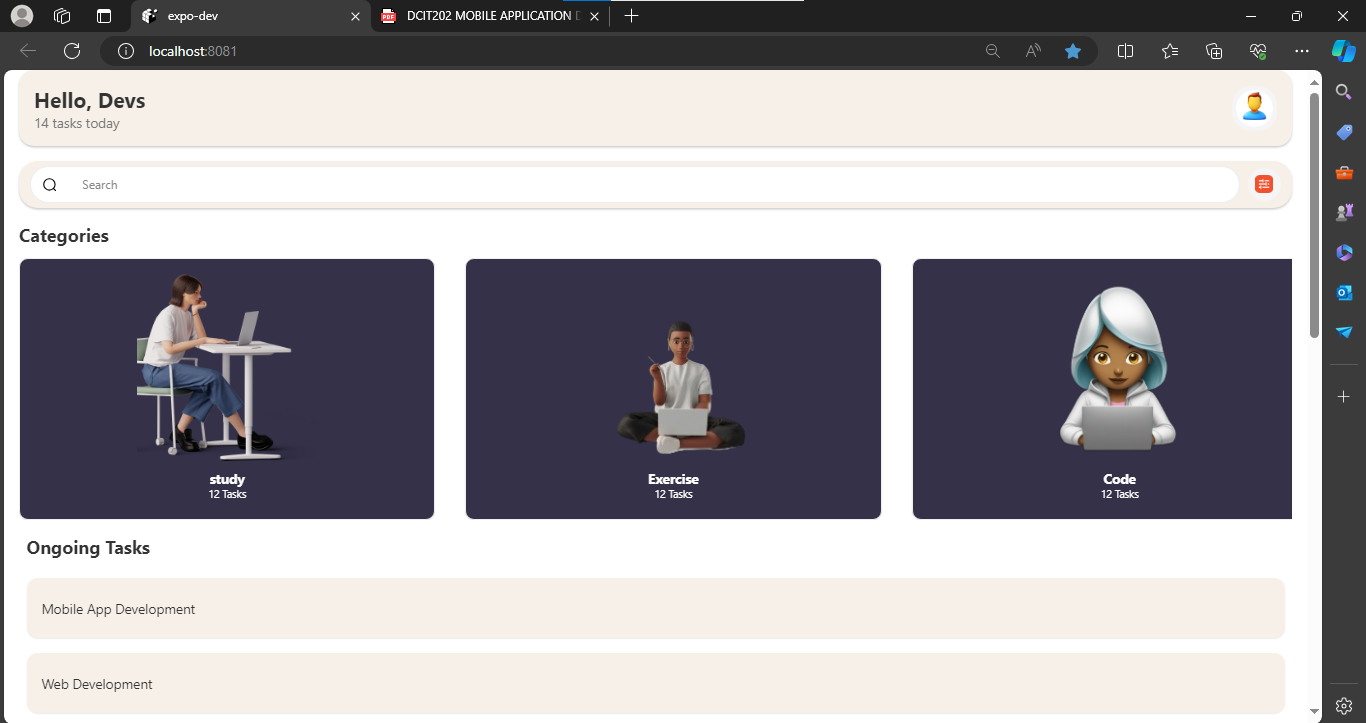 expo-dev
PDF
DCIT202 MOBILE APPLICATION D
localhost:8081
Hello, Devs
14 tasks today
Search
Categories
study
12 Tasks
Exercise
12 Tasks
Code
12 Tasks
Ongoing Tasks
Mobile App Development
Web Development